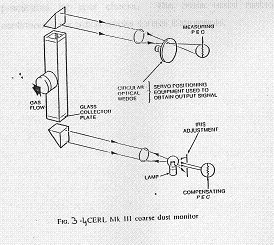 MEASURING
P E C
CIRCULAR
OPTICAL
WEDGE
SERVO POSITIONING
EQUIPMENT USED TO
OBTAIN OUTPUT SIGNAL
GAS
FLOW
GLASS
COLLECTOR
PLATE
IRIS
ADJUSTMENT
LAMP
COMPENSATING
P E C
FIG. 3 CERL Mk III coarse dust monitor